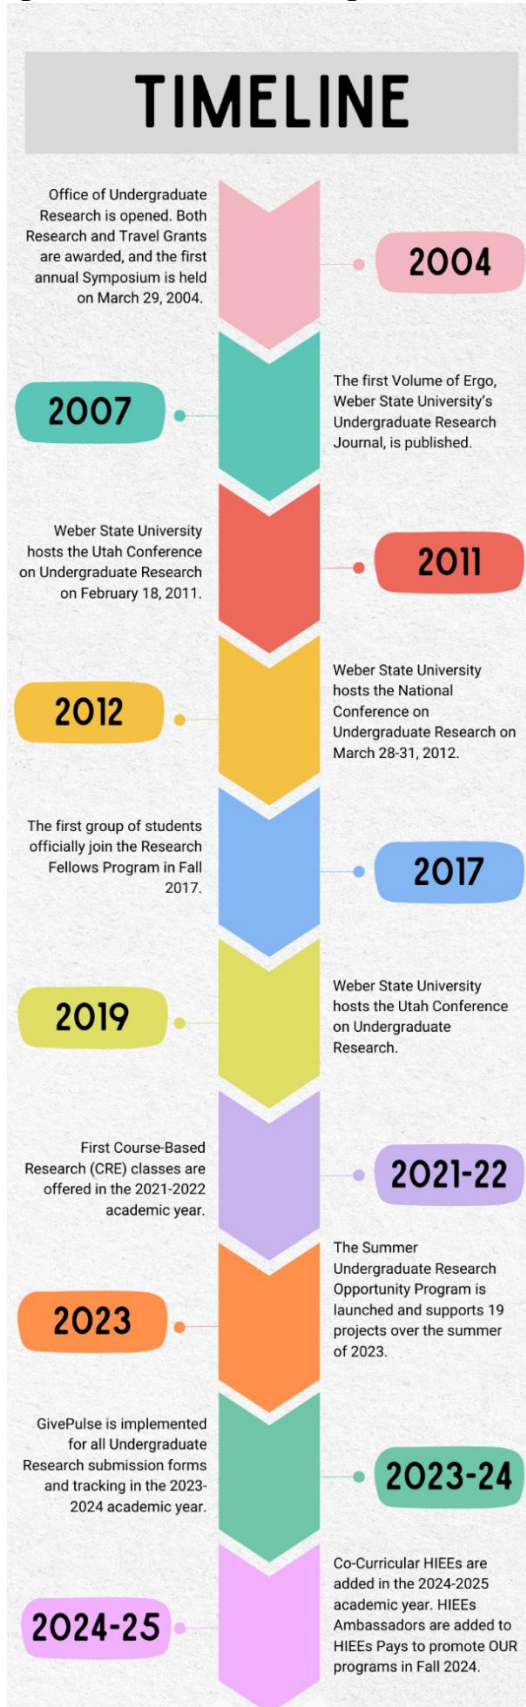 TIMELINE
Office of Undergraduate
Research is opened. Both
Research and Travel Grants
are awarded, and the first
annual Symposium is held
on March 29, 2004.
2004
2007
The first Volume of Ergo,
Weber State University's
Undergraduate Research
Journal, is published.
Weber State University
hosts the Utah Conference
on Undergraduate Research
on February 18, 2011.
2011
2012
Weber State University
hosts the National
Conference on
Undergraduate Research on
March 28-31, 2012.
The first group of students
officially join the Research
Fellows Program in Fall
2017.
2017
2019
Weber State University
hosts the Utah Conference
on Undergraduate
Research.
First Course-Based
Research (CRE) classes are
offered in the 2021-2022
academic year.
2021-22
2023
The Summer
Undergraduate Research
Opportunity Program is
launched and supports 19
projects over the summer
of 2023.
GivePulse is implemented
for all Undergraduate
Research submission forms
and tracking in the 2023-
2024 academic year.
2023-24
2024-25
Co-Curricular HIEEs are
added in the 2024-2025
academic year. HIEEs
Ambassadors are added to
HIEEs Pays to promote OUR
programs in Fall 2024.